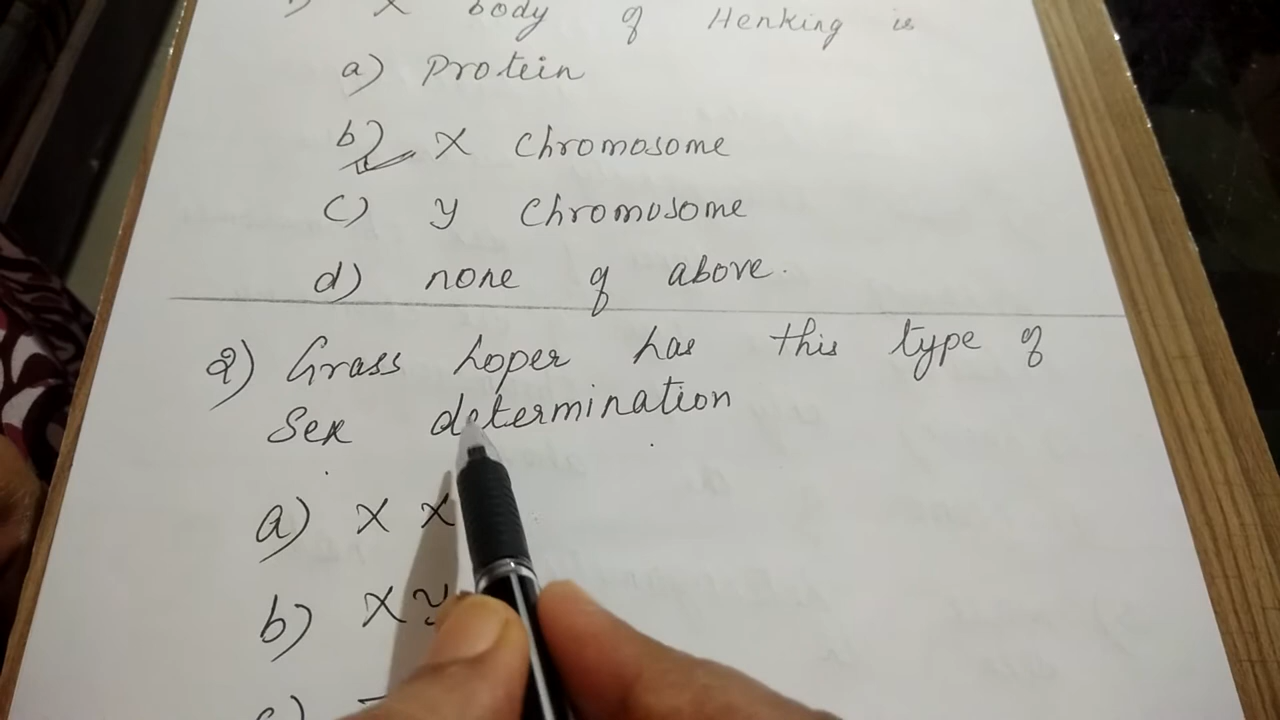 X body of Henking is
a) Protein
b) X chromosome
c) y chromosome
d) none of above.
2) Grass hoper has this type of
Sex determination
a) X X
b) X
c)